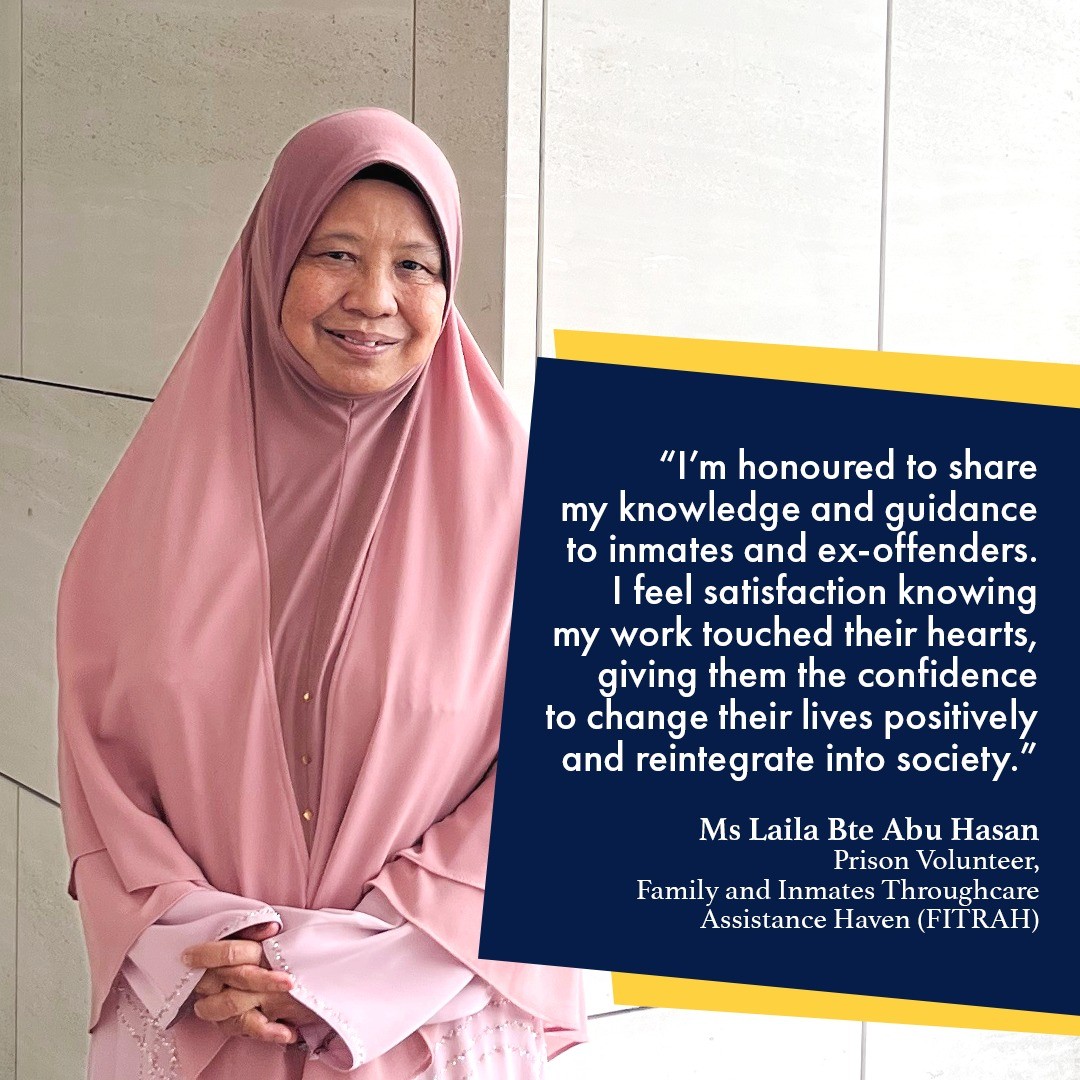 “I’m honoured to share
my knowledge and guidance
to inmates and ex-offenders.
I feel satisfaction knowing
my work touched their hearts,
giving them the confidence
to change their lives positively
and reintegrate into society.”
Ms Laila Bte Abu Hasan
Prison Volunteer,
Family and Inmates Throughcare
Assistance Haven (FITRAH)